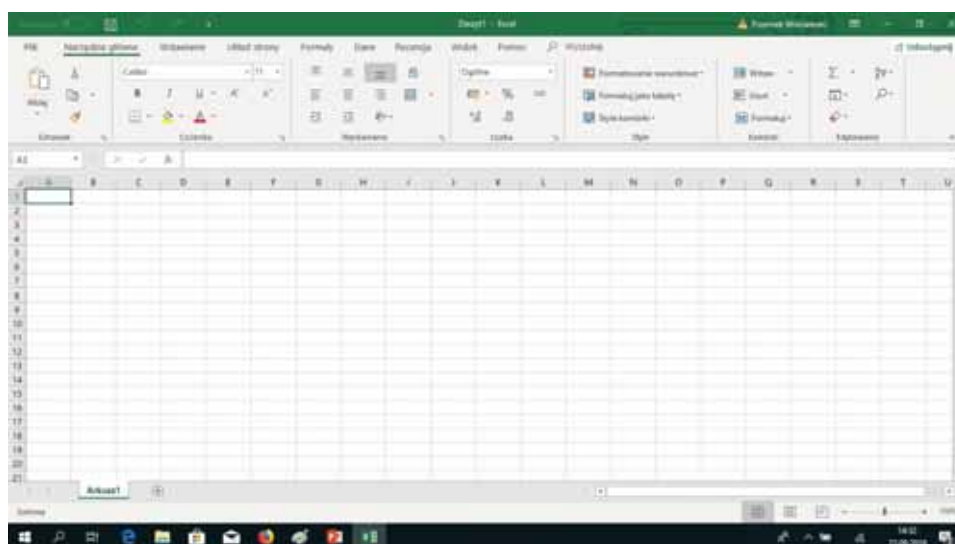 Zeszyt1 - Excel
Plik Narzędzia główne Wstawianie Układ strony Formuły Dane Recenzja Widok Pomoc Wyszukaj Udostępnij
Wklej Calibri 11 Ogólne Formatowanie warunkowe Wstaw
Formatuj jako tabelę Usuń
Style komórki Formatuj
Schowek Czcionka Wyrównanie Liczba Style Komórki Edytowanie
A1
A B C D E F G H I J K L M N O P Q R S T U
1
2
3
4
5
6
7
8
9
10
11
12
13
14
15
16
17
18
19
20
21
Arkusz1
Gotowy
14:32